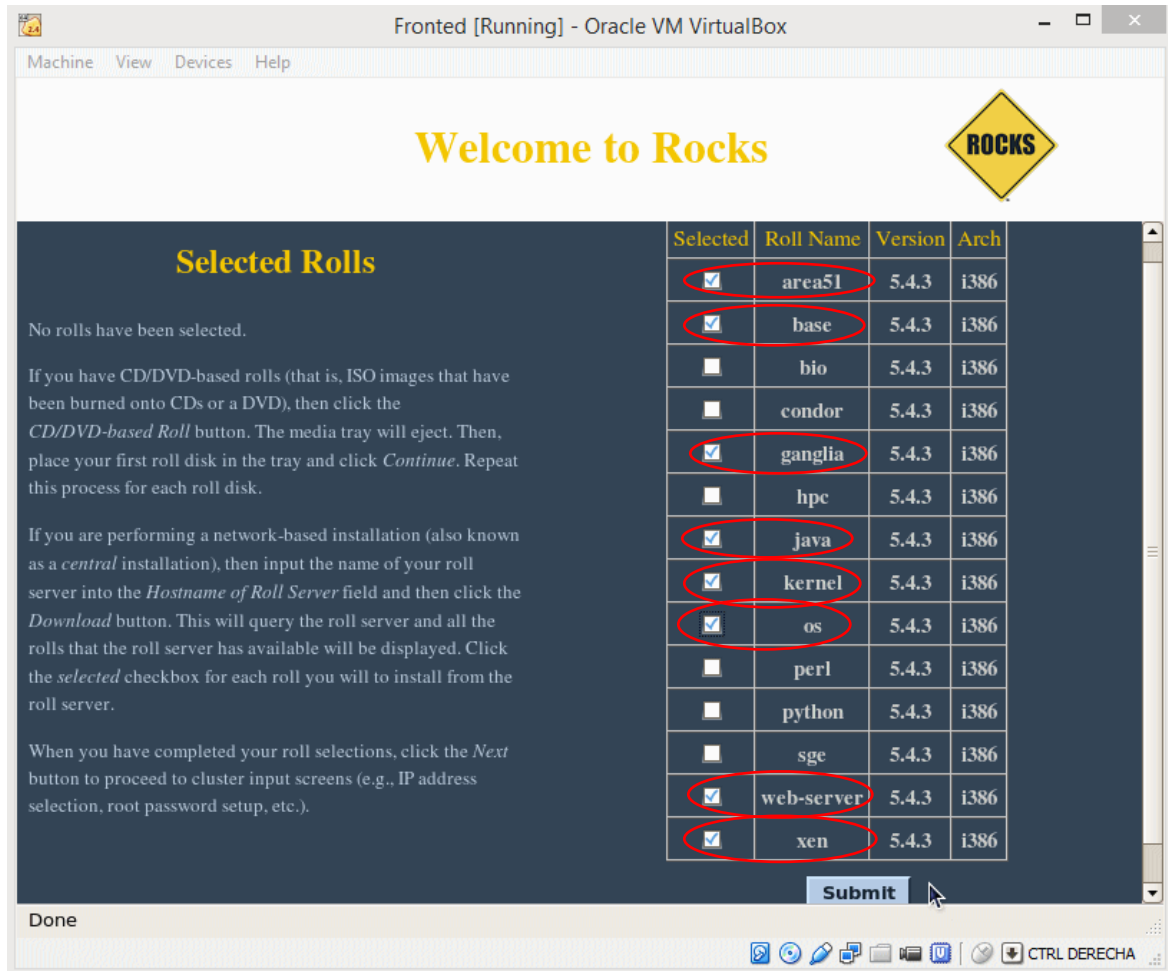 2.4
Fronted [Running] - Oracle VM VirtualBox
Machine View Devices Help
Welcome to Rocks
ROCKS
Selected Rolls
No rolls have been selected.
If you have CD/DVD-based rolls (that is, ISO images that have
been burned onto CDs or a DVD), then click the
CD/DVD-based Roll button. The media tray will eject. Then,
place your first roll disk in the tray and click Continue. Repeat
this process for each roll disk.
If you are performing a network-based installation (also known
as a central installation), then input the name of your roll
server into the Hostname of Roll Server field and then click the
Download button. This will query the roll server and all the
rolls that the roll server has available will be displayed. Click
the selected checkbox for each roll you will to install from the
roll server.
When you have completed your roll selections, click the Next
button to proceed to cluster input screens (e.g., IP address
selection, root password setup, etc.).
Selected Roll Name Version Arch
area51 5.4.3 i386
base 5.4.3 i386
bio 5.4.3 i386
condor 5.4.3 i386
ganglia 5.4.3 i386
hpc 5.4.3 i386
java 5.4.3 i386
kernel 5.4.3 i386
os 5.4.3 i386
perl 5.4.3 i386
python 5.4.3 i386
sge 5.4.3 i386
web-server 5.4.3 i386
xen 5.4.3 i386
Submit
Done
CTRL DERECHA